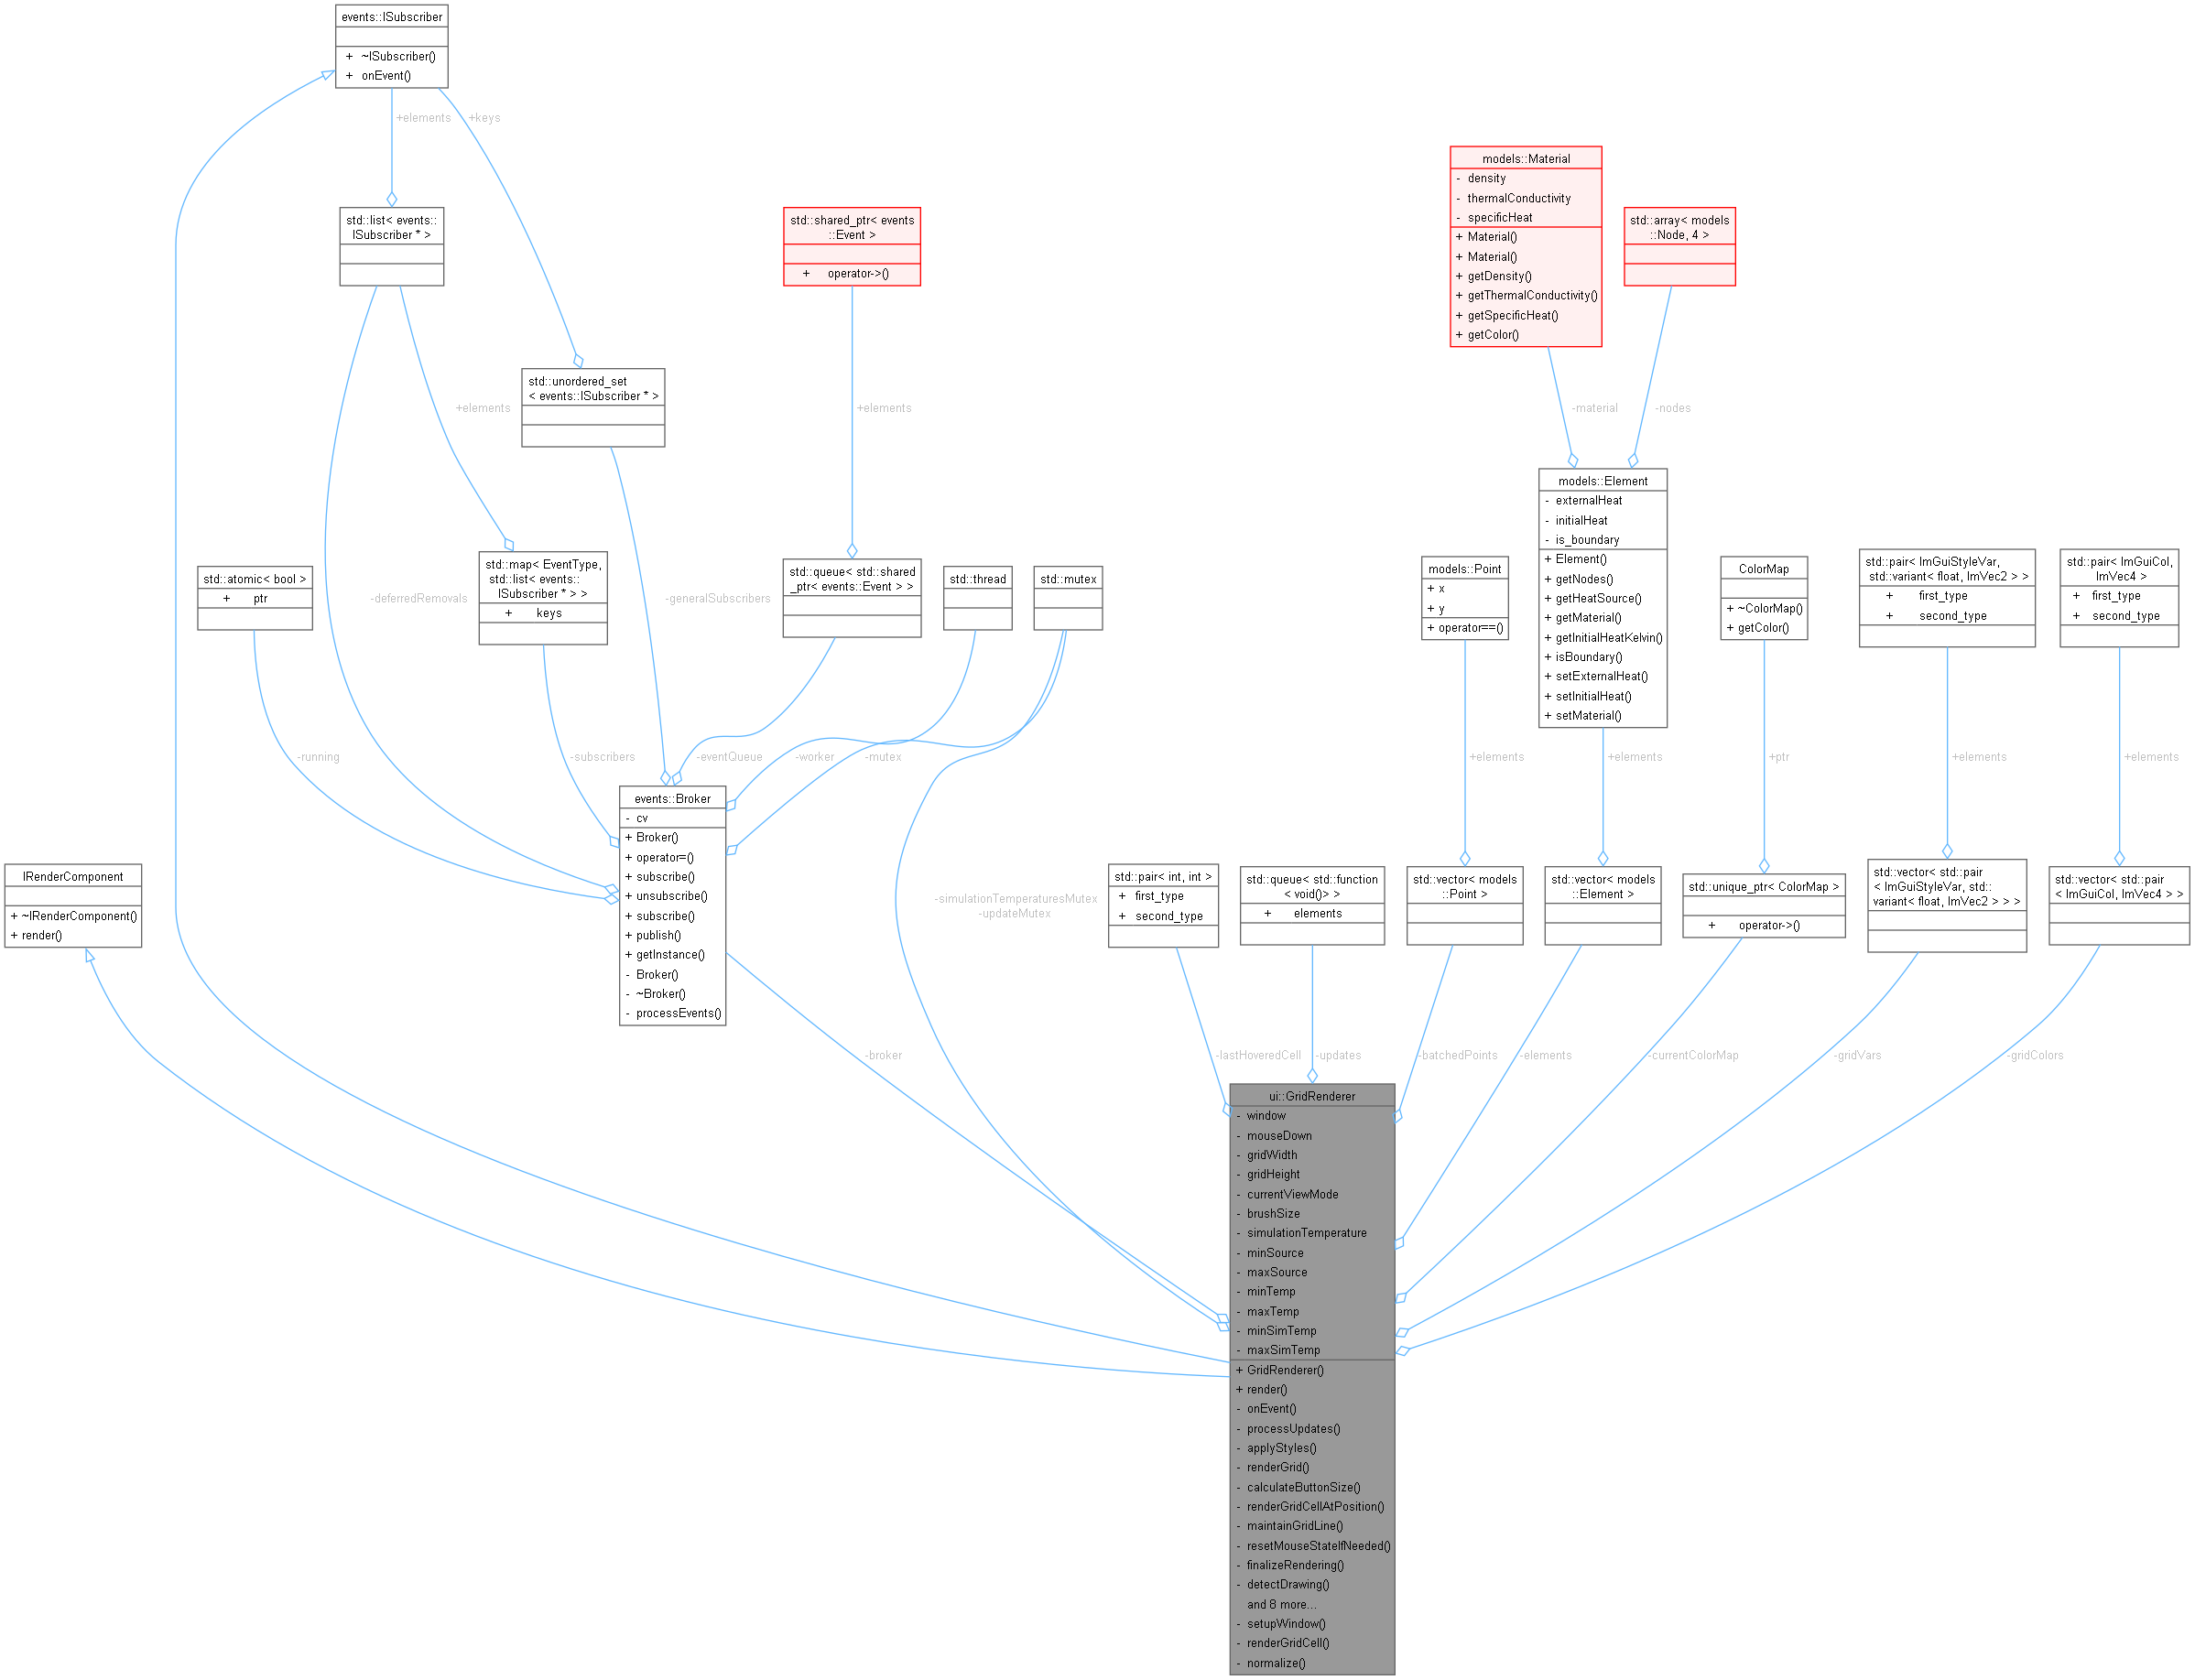 events::ISubscriber
+ ~ISubscriber()
+ onEvent()
+elements
+keys
models::Material
- density
- thermalConductivity
- specificHeat
+ Material()
+ Material()
+ getDensity()
+ getThermalConductivity()
+ getSpecificHeat()
+ getColor()
std::list< events::
ISubscriber * >
std::shared_ptr< events
::Event >
+ operator->()
std::array< models
::Node, 4 >
std::unordered_set
< events::ISubscriber * >
+elements
+elements
-material
-nodes
models::Element
- externalHeat
- initialHeat
- is_boundary
+ Element()
+ getNodes()
+ getHeatSource()
+ getMaterial()
+ getInitialHeatKelvin()
+ isBoundary()
+ setExternalHeat()
+ setInitialHeat()
+ setMaterial()
std::atomic< bool >
+ ptr
-deferredRemovals
std::map< EventType,
std::list< events::
ISubscriber * > >
+ keys
-generalSubscribers
std::queue< std::shared
_ptr< events::Event > >
std::thread
std::mutex
models::Point
+ x
+ y
+ operator==()
ColorMap
+ ~ColorMap()
+ getColor()
std::pair< ImGuiStyleVar,
std::variant< float, ImVec2 > >
+ first_type
+ second_type
std::pair< ImGuiCol,
ImVec4 >
+ first_type
+ second_type
-running
-subscribers
-eventQueue
-worker
-mutex
+elements
+elements
+ptr
+elements
+elements
events::Broker
- cv
+ Broker()
+ operator=()
+ subscribe()
+ unsubscribe()
+ subscribe()
+ publish()
+ getInstance()
- Broker()
- ~Broker()
- processEvents()
IRenderComponent
+ ~IRenderComponent()
+ render()
-simulationTemperaturesMutex
-updateMutex
std::pair< int, int >
+ first_type
+ second_type
std::queue< std::function
< void()> >
+ elements
std::vector< models
::Point >
std::vector< models
::Element >
std::unique_ptr< ColorMap >
+ operator->()
std::vector< std::pair
< ImGuiStyleVar, std::
variant< float, ImVec2 > > >
std::vector< std::pair
< ImGuiCol, ImVec4 > >
-broker
-lastHoveredCell
-updates
-batchedPoints
-elements
-currentColorMap
-gridVars
-gridColors
ui::GridRenderer
- window
- mouseDown
- gridWidth
- gridHeight
- currentViewMode
- brushSize
- simulationTemperature
- minSource
- maxSource
- minTemp
- maxTemp
- minSimTemp
- maxSimTemp
+ GridRenderer()
+ render()
- onEvent()
- processUpdates()
- applyStyles()
- renderGrid()
- calculateButtonSize()
- renderGridCellAtPosition()
- maintainGridLine()
- resetMouseStateIfNeeded()
- finalizeRendering()
- detectDrawing()
and 8 more...
- setupWindow()
- renderGridCell()
- normalize()